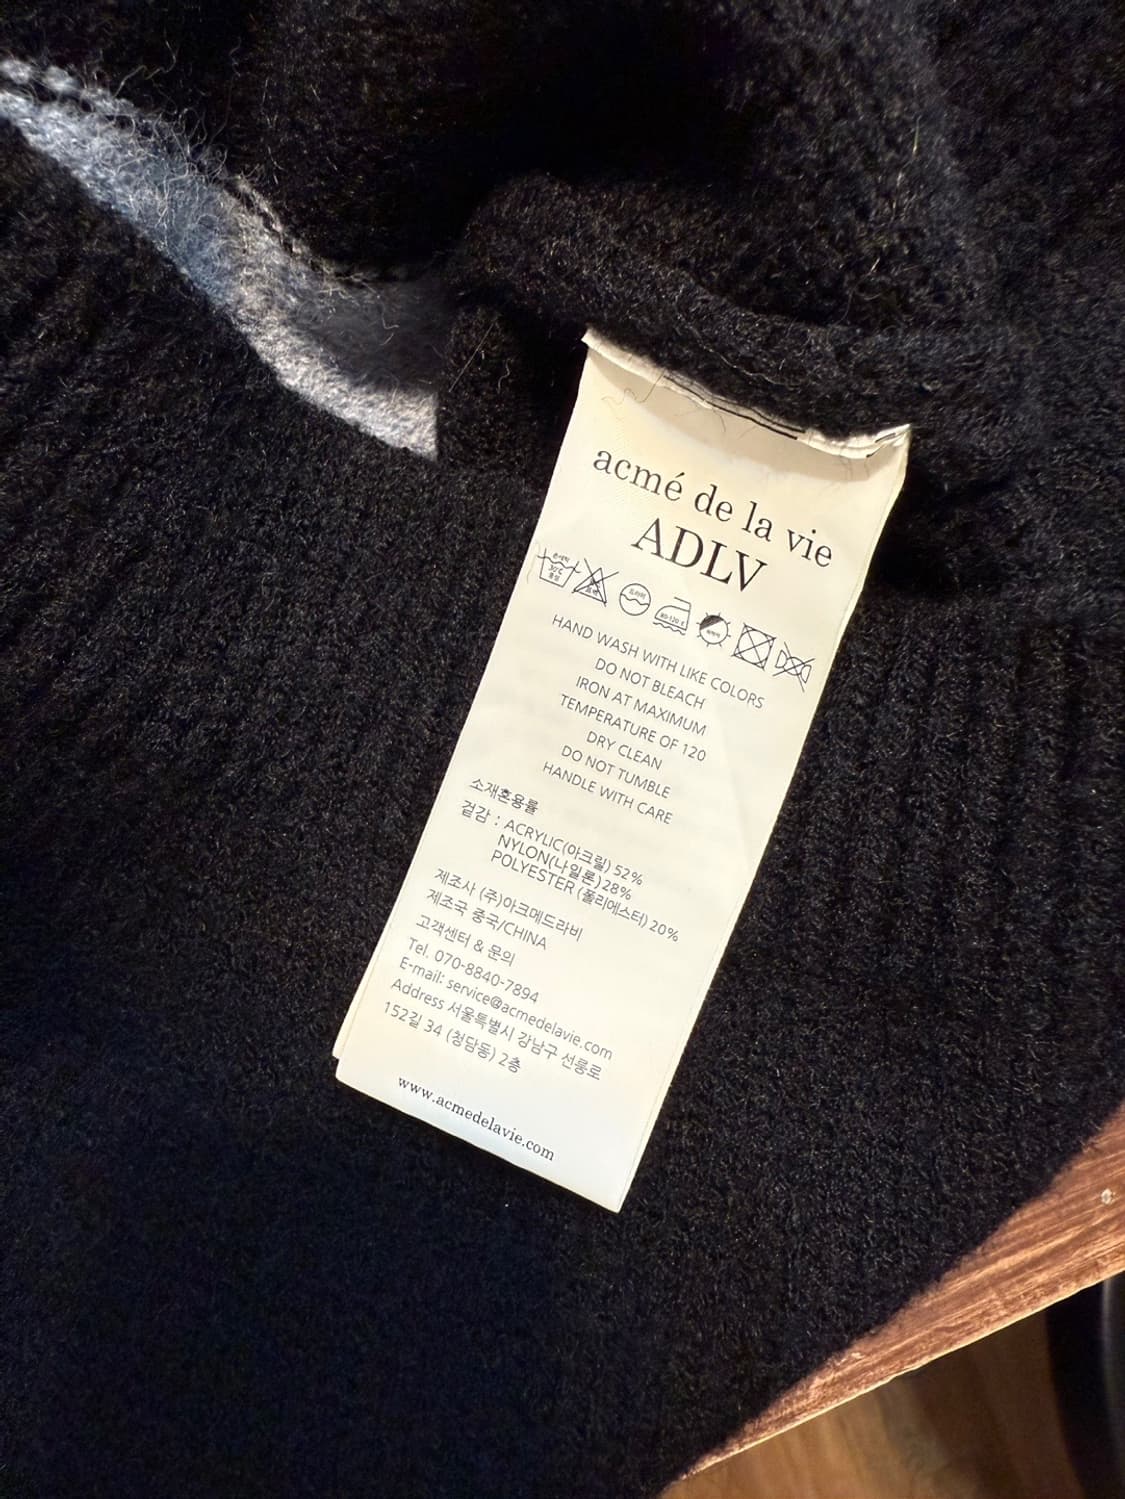 acmé de la vie
ADLV
30℃
80-120℃
HAND WASH WITH LIKE COLORS
DO NOT BLEACH
IRON AT MAXIMUM
TEMPERATURE OF 120
DRY CLEAN
DO NOT TUMBLE
HANDLE WITH CARE
소재혼용률
겉감 : ACRYLIC(아크릴) 52%
NYLON(나일론) 28%
POLYESTER (폴리에스터) 20%
제조사 (주)아크메드라비
제조국 중국/CHINA
고객센터 & 문의
Tel. 070-8840-7894
E-mail: service@acmedelavie.com
Address 서울특별시 강남구 선릉로
152길 34 (청담동) 2층
www.acmedelavie.com